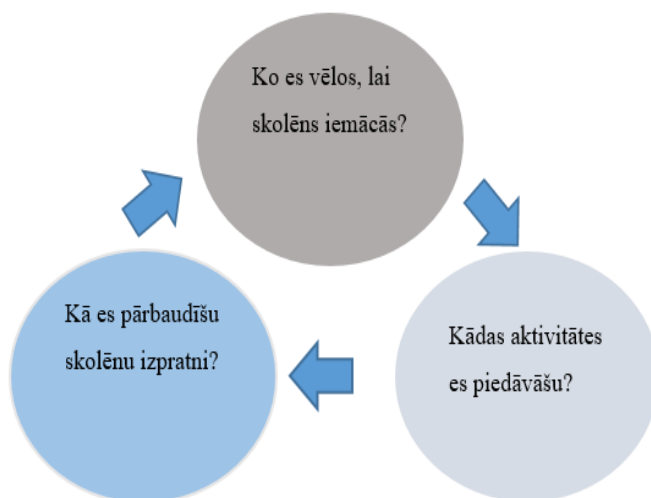 Ko es vēlos, lai
skolēns iemācās?
Kā es pārbaudīšu
skolēnu izpratni?
Kādas aktivitātes
es piedāvāšu?